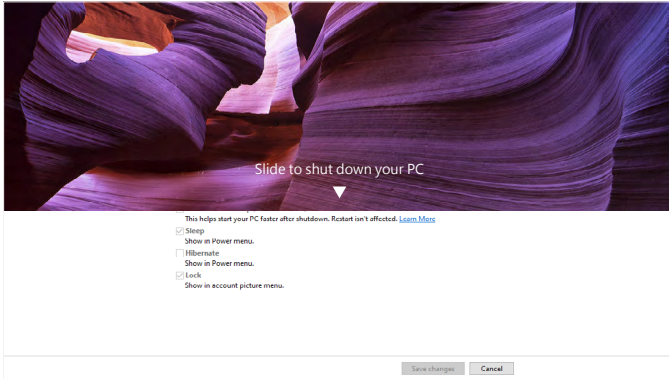 Slide to shut down your PC
This helps start your PC faster after shutdown. Restart isn't affected. Learn More
Sleep
Show in Power menu.
Hibernate
Show in Power menu.
Lock
Show in account picture menu.
Save changes Cancel